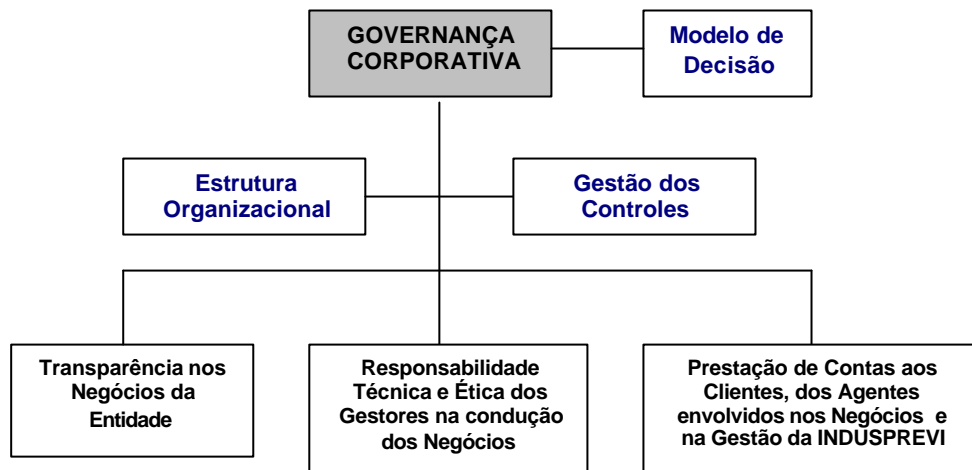 GOVERNANÇA
CORPORATIVA
Modelo de
Decisão
Estrutura
Organizacional
Gestão dos
Controles
Transparência nos
Negócios da
Entidade
Responsabilidade
Técnica e Ética dos
Gestores na condução
dos Negócios
Prestação de Contas aos
Clientes, dos Agentes
envolvidos nos Negócios e
na Gestão da INDUSPREVI